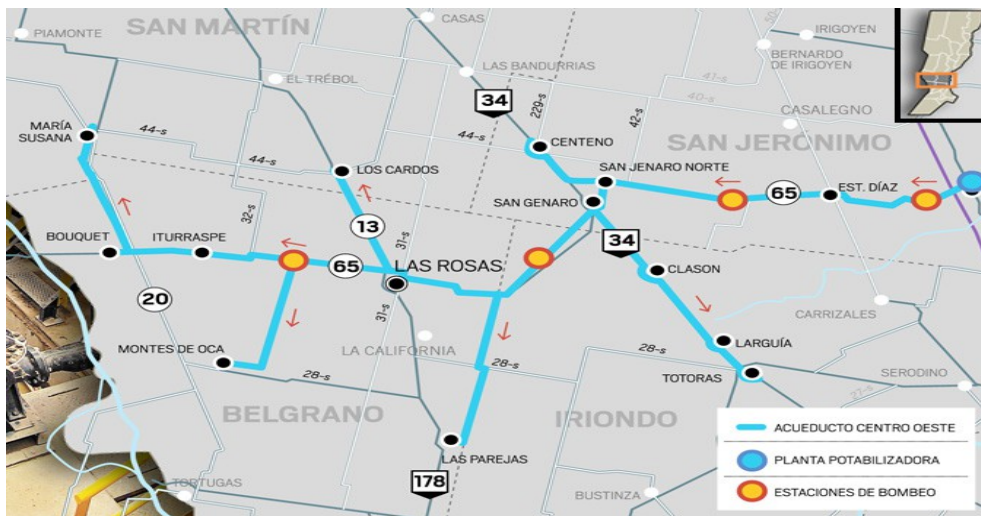 SAN MARTÍN
CASAS
PIAMONTE
IRIGOYEN
50-s
BERNARDO
DE IRIGOYEN
LAS BANDURRIAS
EL TRÉBOL
41-s
40-s
34
229-s
42-s
CASALEGNO
MARÍA
SUSANA
44-s
44-s
CENTENO
SAN JERÓNIMO
44-s
LOS CARDOS
SAN JENARO NORTE
65
EST. DÍAZ
SAN GENARO
32-s
13
31-s
BOUQUET
ITURRASPE
34
65
LAS ROSAS
CLASON
20
31-s
CARRIZALES
MONTES DE OCA
LA CALIFORNIA
LARGUÍA
28-s
28-s
28-s
TOTORAS
SERODINO
27-s
BELGRANO
IRIONDO
ACUEDUCTO CENTRO OESTE
LAS PAREJAS
PLANTA POTABILIZADORA
178
TORTUGAS
BUSTINZA
ESTACIONES DE BOMBEO